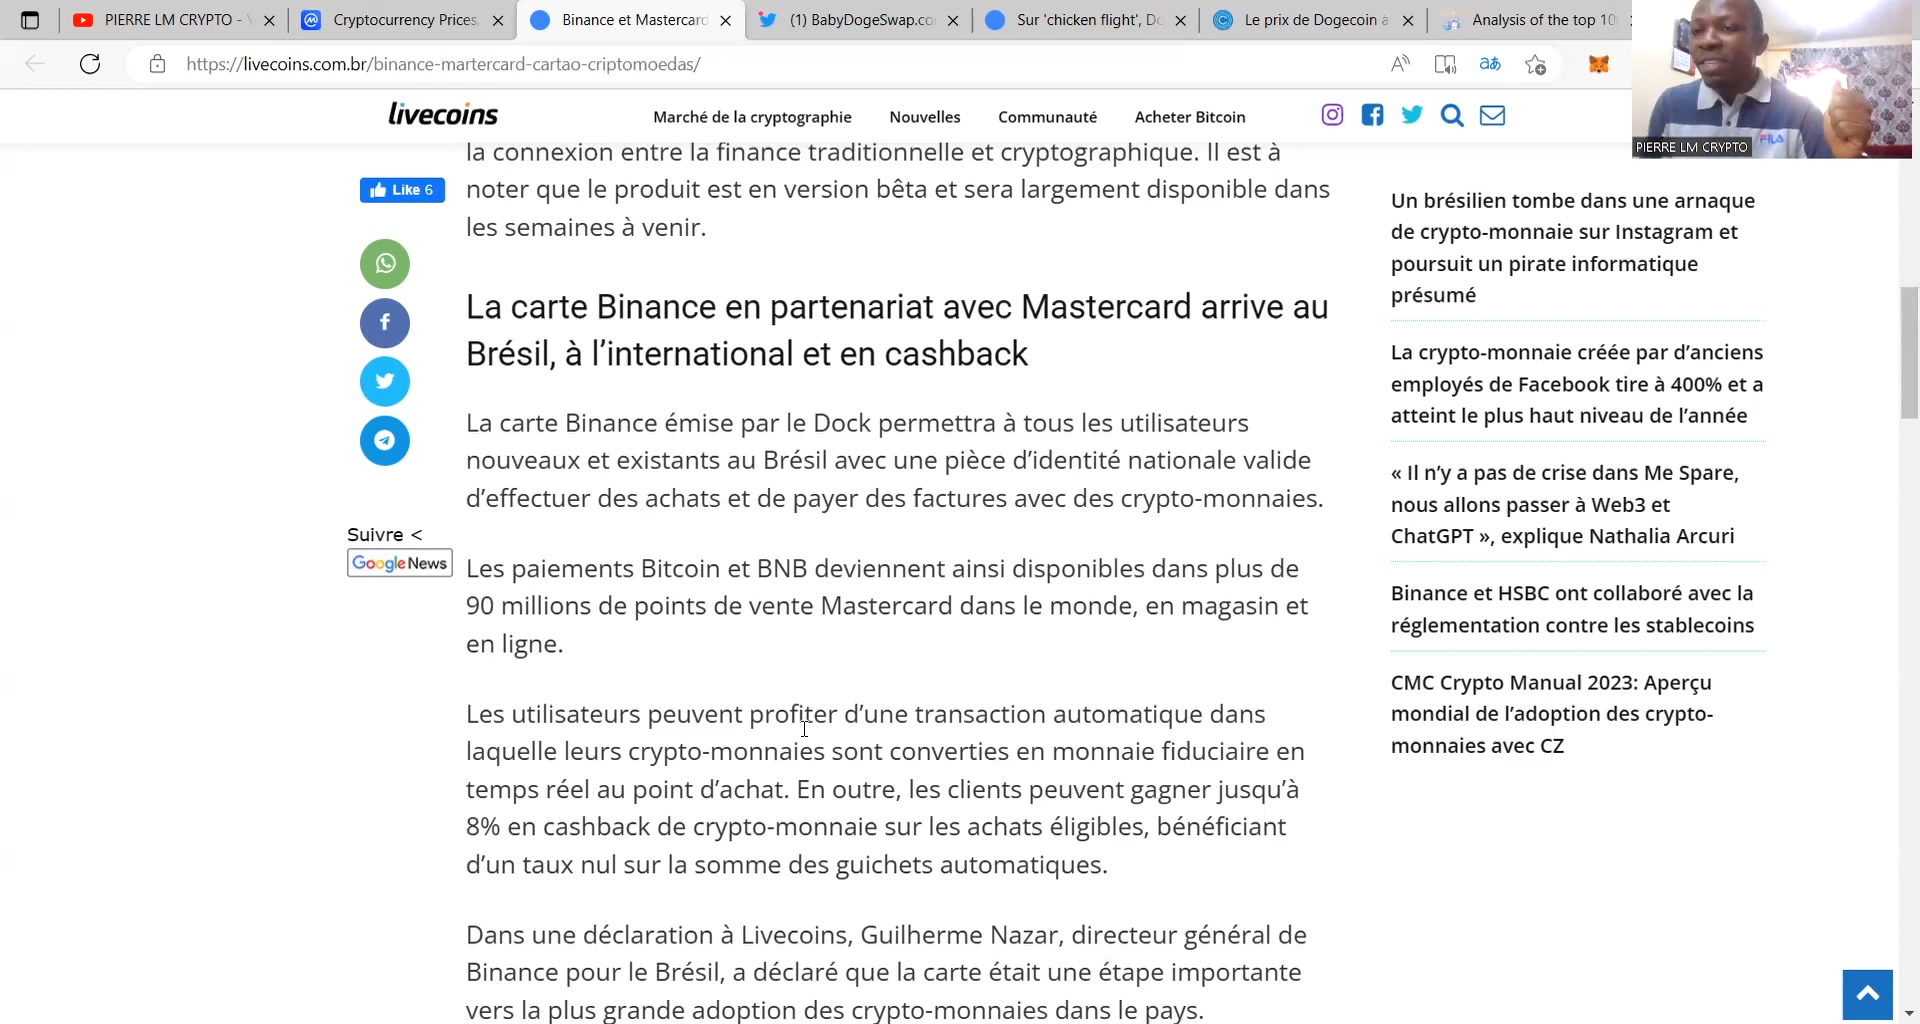 PIERRE LM CRYPTO -
Cryptocurrency Prices,
Binance et Mastercard
(1) BabyDogeSwap.co
Sur 'chicken flight', Do
Le prix de Dogecoin à
Analysis of the top 10
https://livecoins.com.br/binance-martercard-cartao-criptomoedas/
livecoins
Marché de la cryptographie
Nouvelles
Communauté
Acheter Bitcoin
FILA
PIERRE LM CRYPTO
la connexion entre la finance traditionnelle et cryptographique. Il est à
noter que le produit est en version bêta et sera largement disponible dans
les semaines à venir.
Like 6
La carte Binance en partenariat avec Mastercard arrive au
Brésil, à l’international et en cashback
La carte Binance émise par le Dock permettra à tous les utilisateurs
nouveaux et existants au Brésil avec une pièce d’identité nationale valide
d’effectuer des achats et de payer des factures avec des crypto-monnaies.
Suivre <
Google News
Les paiements Bitcoin et BNB deviennent ainsi disponibles dans plus de
90 millions de points de vente Mastercard dans le monde, en magasin et
en ligne.
Les utilisateurs peuvent profiter d’une transaction automatique dans
laquelle leurs crypto-monnaies sont converties en monnaie fiduciaire en
temps réel au point d’achat. En outre, les clients peuvent gagner jusqu’à
8% en cashback de crypto-monnaie sur les achats éligibles, bénéficiant
d’un taux nul sur la somme des guichets automatiques.
Dans une déclaration à Livecoins, Guilherme Nazar, directeur général de
Binance pour le Brésil, a déclaré que la carte était une étape importante
vers la plus grande adoption des crypto-monnaies dans le pays.
Un brésilien tombe dans une arnaque
de crypto-monnaie sur Instagram et
poursuit un pirate informatique
présumé
La crypto-monnaie créée par d’anciens
employés de Facebook tire à 400% et a
atteint le plus haut niveau de l’année
« Il n’y a pas de crise dans Me Spare,
nous allons passer à Web3 et
ChatGPT », explique Nathalia Arcuri
Binance et HSBC ont collaboré avec la
réglementation contre les stablecoins
CMC Crypto Manual 2023: Aperçu
mondial de l’adoption des crypto-
monnaies avec CZ